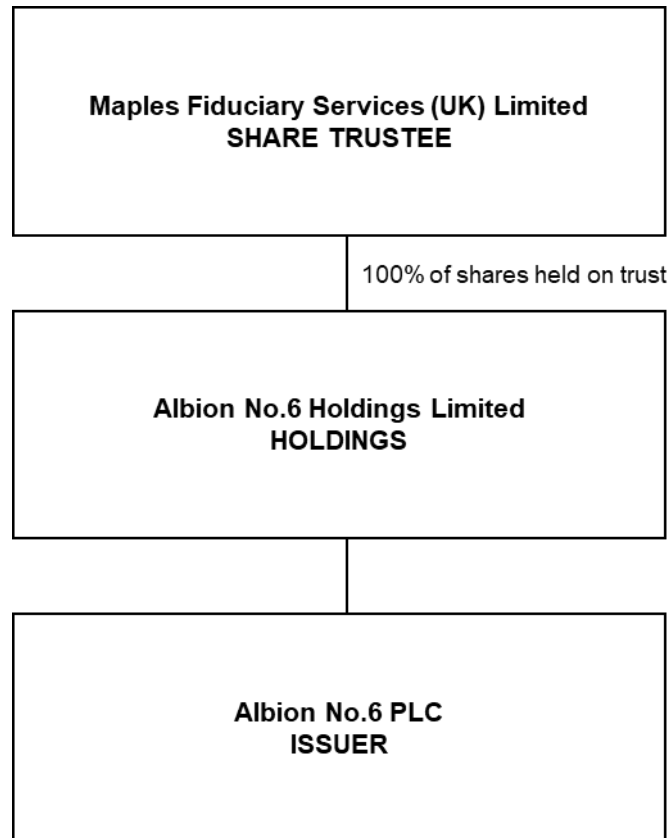 Maples Fiduciary Services (UK) Limited
SHARE TRUSTEE
100% of shares held on trust
Albion No.6 Holdings Limited
HOLDINGS
Albion No.6 PLC
ISSUER